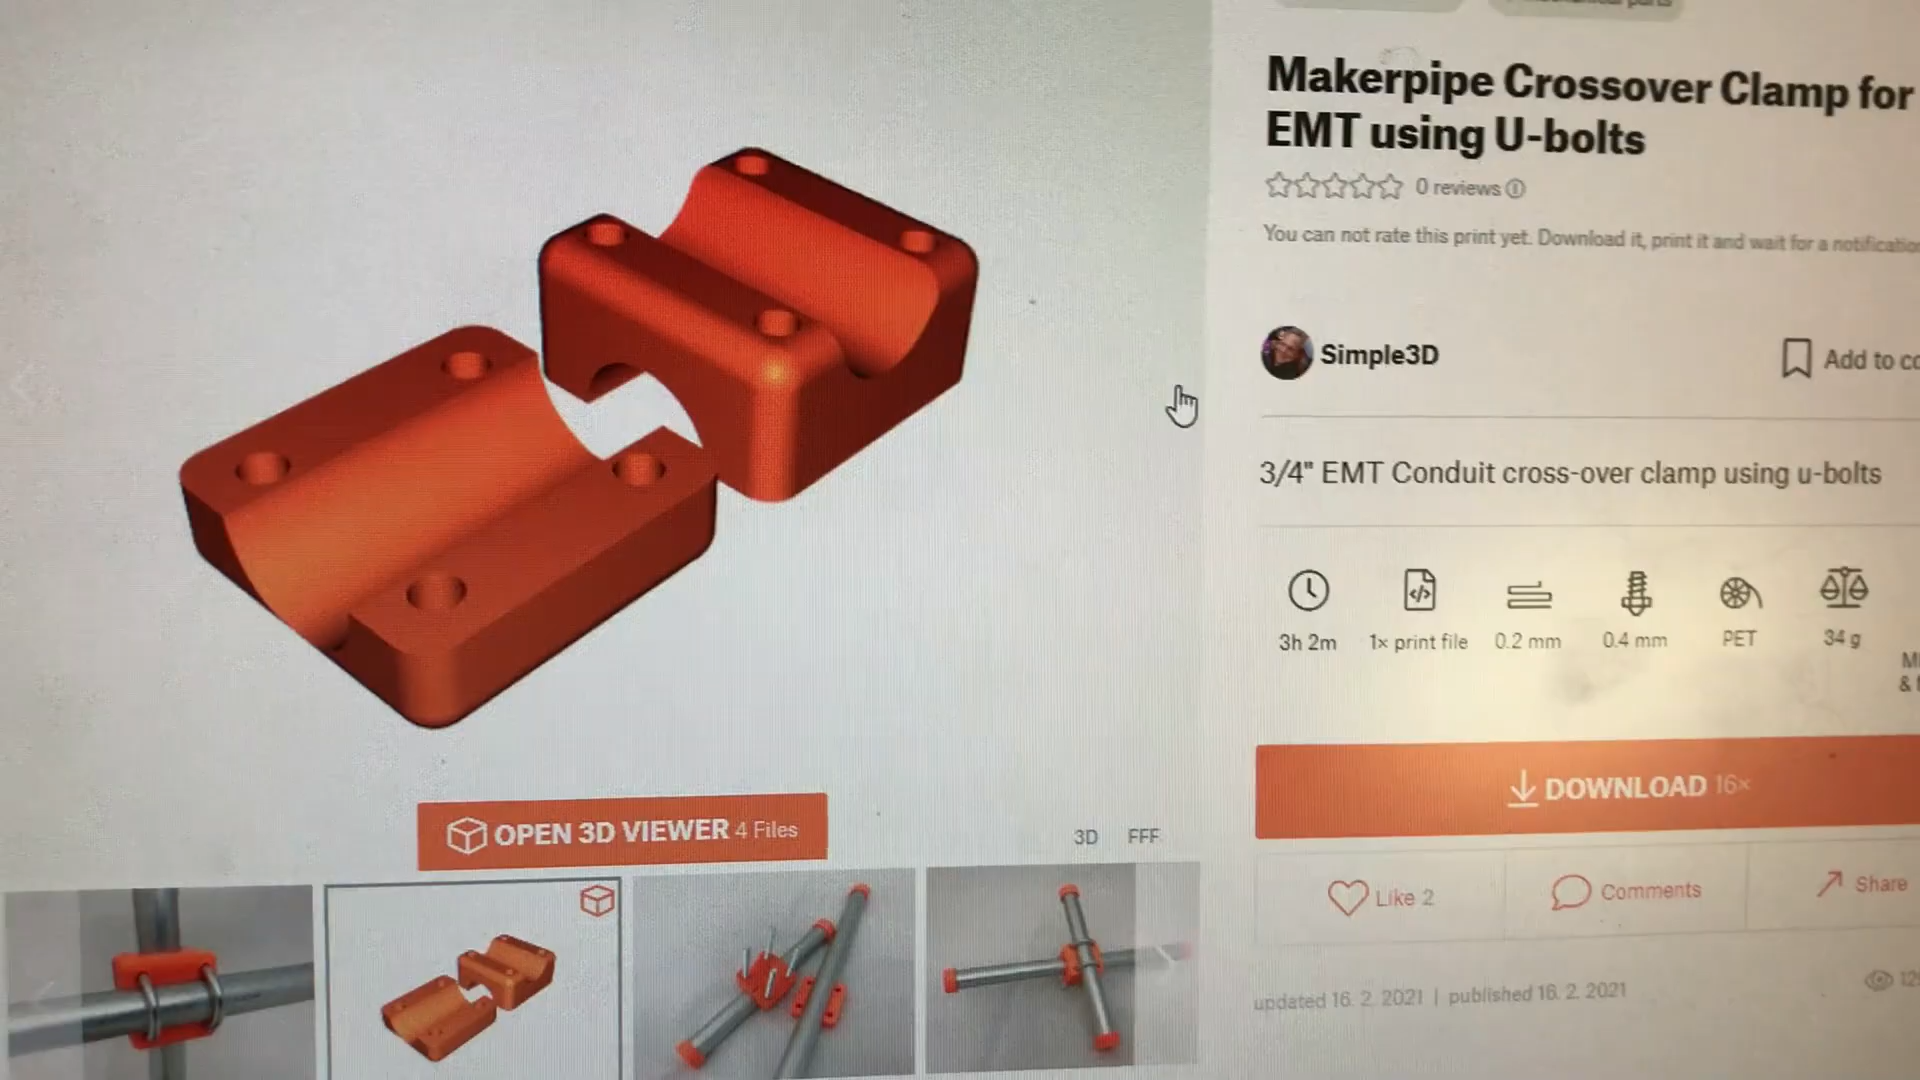 Makerpipe Crossover Clamp for
EMT using U-bolts
0 reviews
You can not rate this print yet. Download it, print it and wait for a notification
Simple3D
Add to co
3/4" EMT Conduit cross-over clamp using u-bolts
3h 2m
1x print file
0.2 mm
0.4 mm
PET
34 g
DOWNLOAD 16x
OPEN 3D VIEWER 4 Files
3D FFF
Like 2
Comments
Share
updated 16. 2. 2021 | published 16. 2. 2021